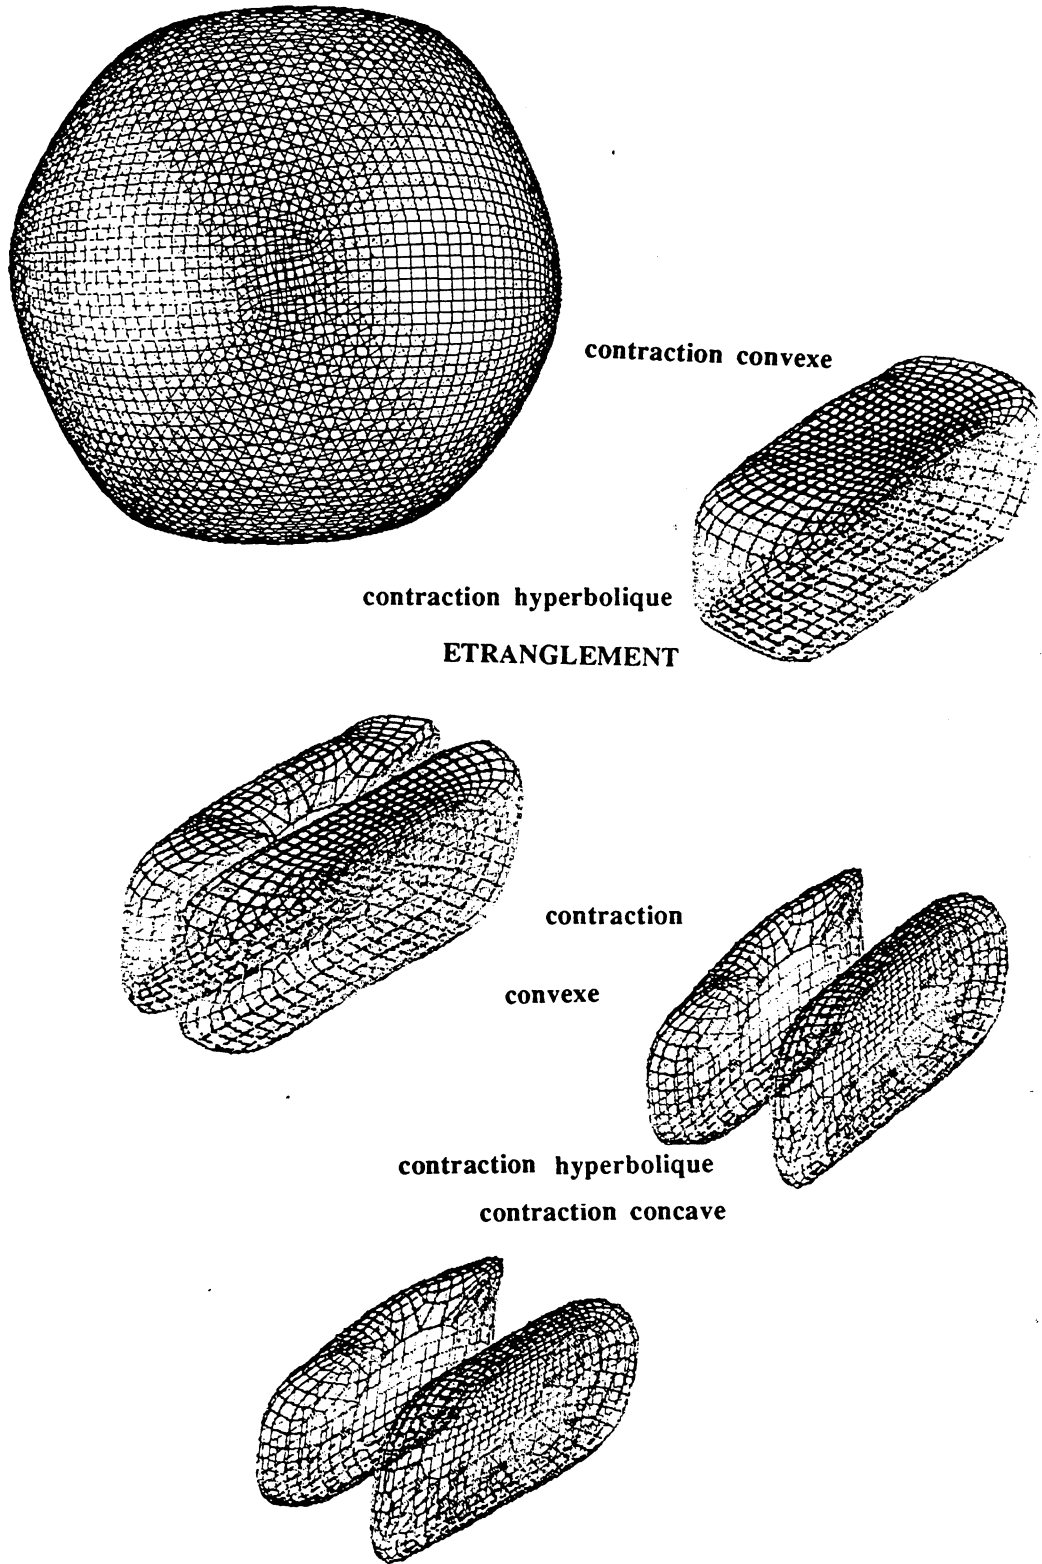 contraction convexe
contraction hyperbolique
ETRANGLEMENT
contraction
convexe
contraction hyperbolique
contraction concave